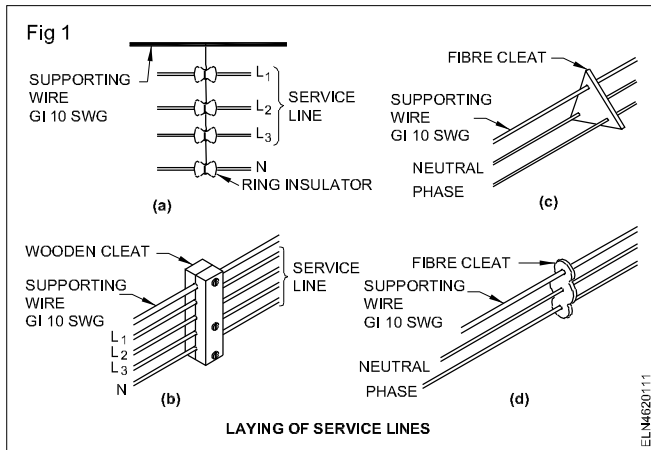 Fig 1
SUPPORTING
WIRE
GI 10 SWG
L1
L2
L3
N
SERVICE
LINE
RING INSULATOR
(a)
FIBRE CLEAT
SUPPORTING
WIRE
GI 10 SWG
NEUTRAL
PHASE
(c)
WOODEN CLEAT
SUPPORTING
WIRE
GI 10 SWG
L1
L2
L3
N
SERVICE
LINE
(b)
FIBRE CLEAT
SUPPORTING
WIRE
GI 10 SWG
NEUTRAL
PHASE
(d)
LAYING OF SERVICE LINES
ELN4620111